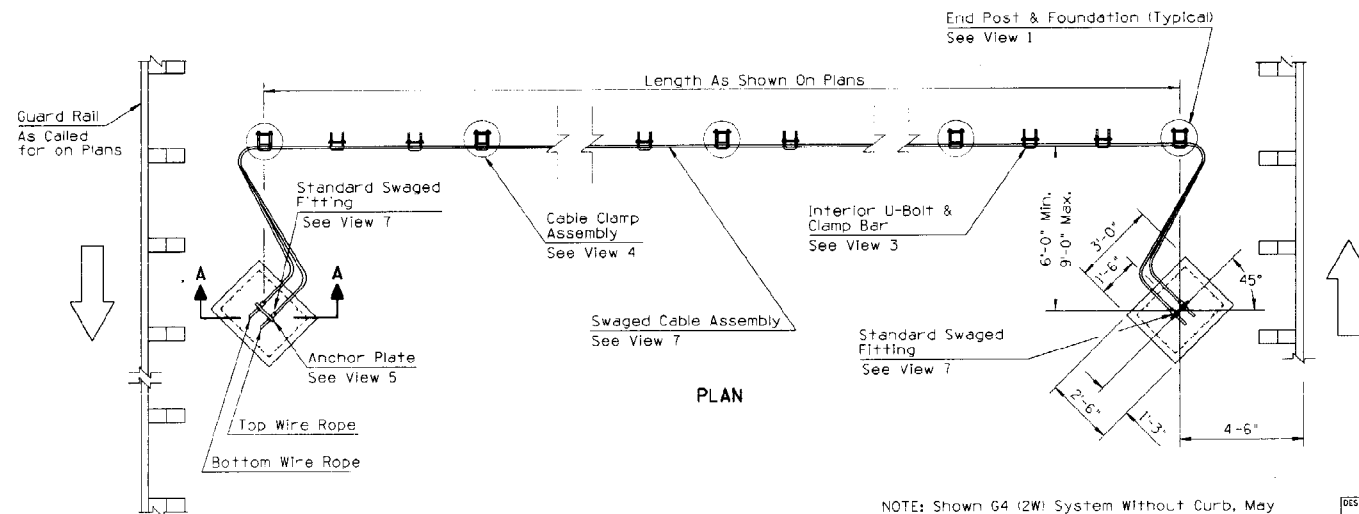 End Post & Foundation (Typical)
See View 1
Length As Shown On Plans
Guard Rail
As Called
for on Plans
Standard Swaged
Fitting
See View 7
Cable Clamp
Assembly
See View 4
Interior U-Bolt &
Clamp Bar
See View 3
6'-0" Min.
9'-0" Max.
3'-0"
1'-6"
45°
A
A
Swaged Cable Assembly
See View 7
Standard Swaged
Fitting
See View 7
Anchor Plate
See View 5
PLAN
2'-6"
1'-3"
4-6"
Top Wire Rope
Bottom Wire Rope
NOTE: Shown G4 (2W) System Without Curb, May
DES